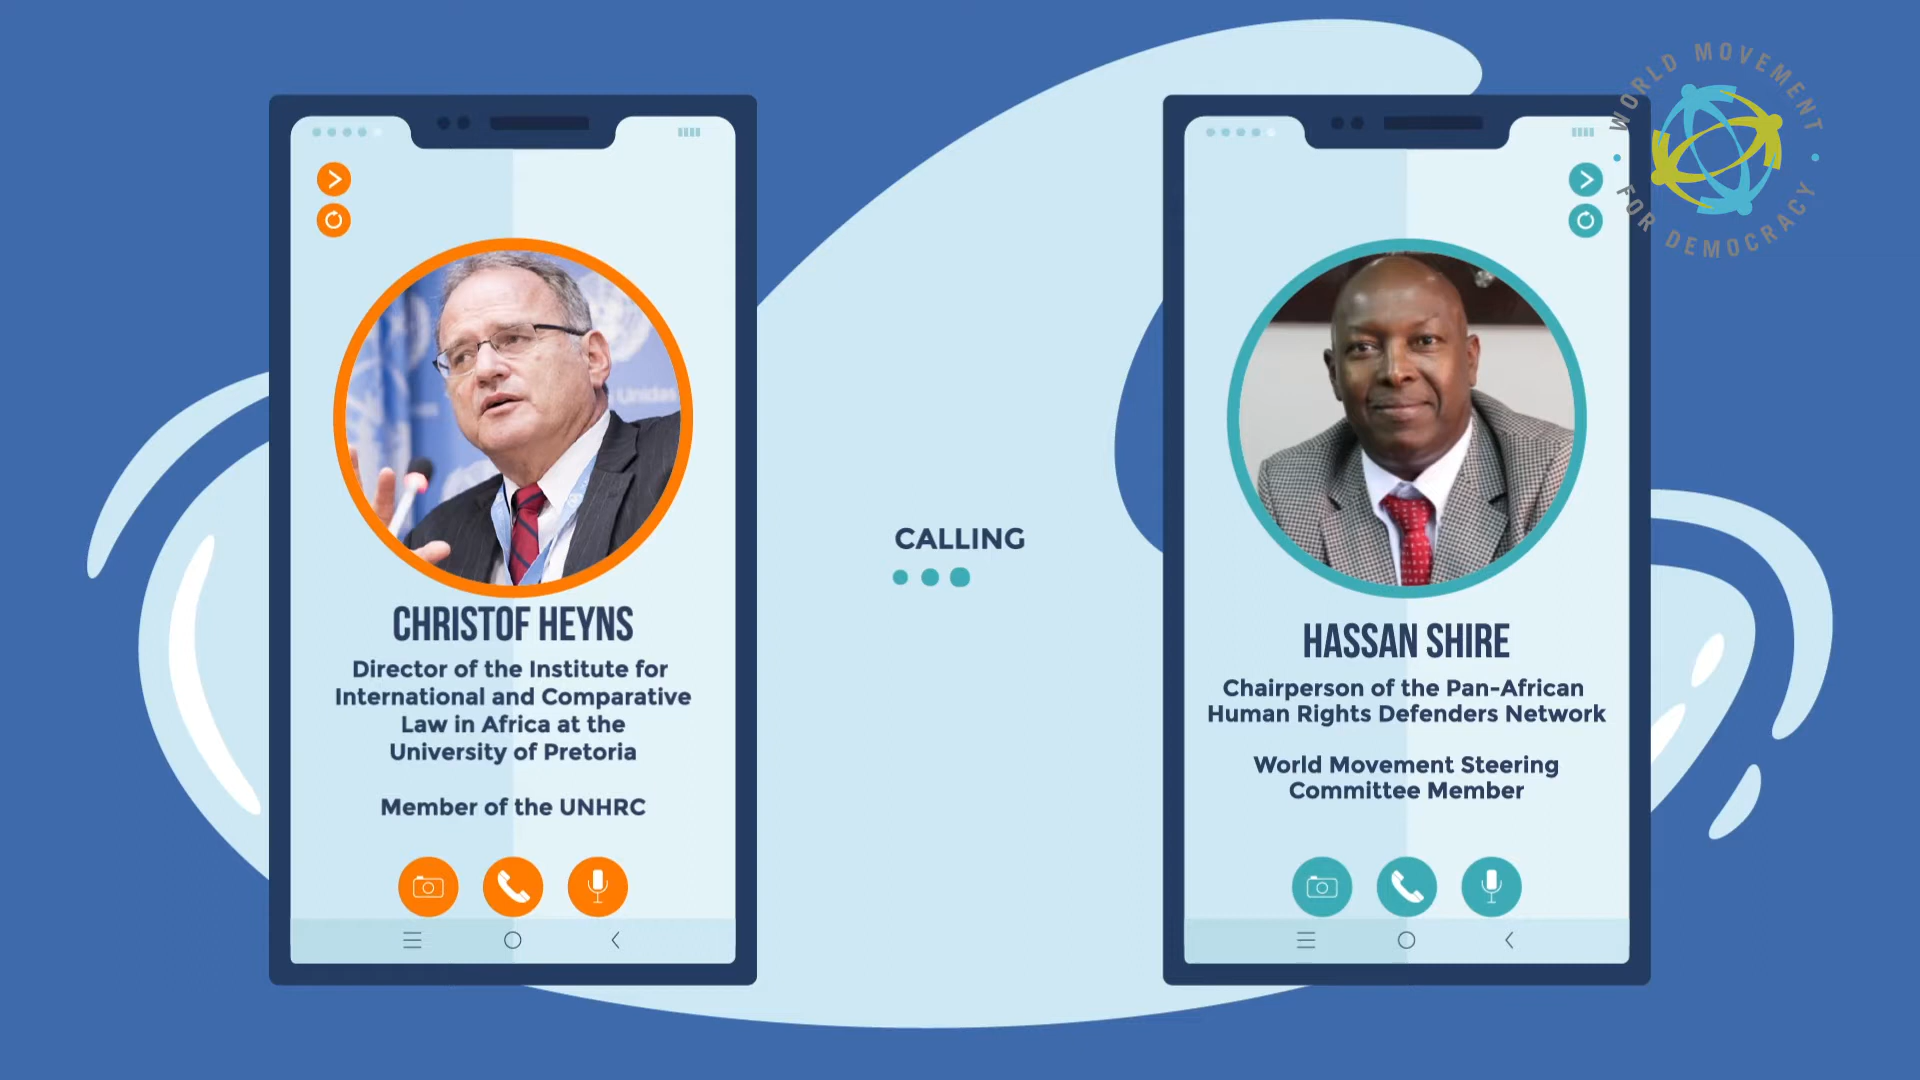 WORLD MOVEMENT
FOR DEMOCRACY
Unidas
CALLING
CHRISTOF HEYNS
Director of the Institute for
International and Comparative
Law in Africa at the
University of Pretoria
Member of the UNHRC
HASSAN SHIRE
Chairperson of the Pan-African
Human Rights Defenders Network
World Movement Steering
Committee Member